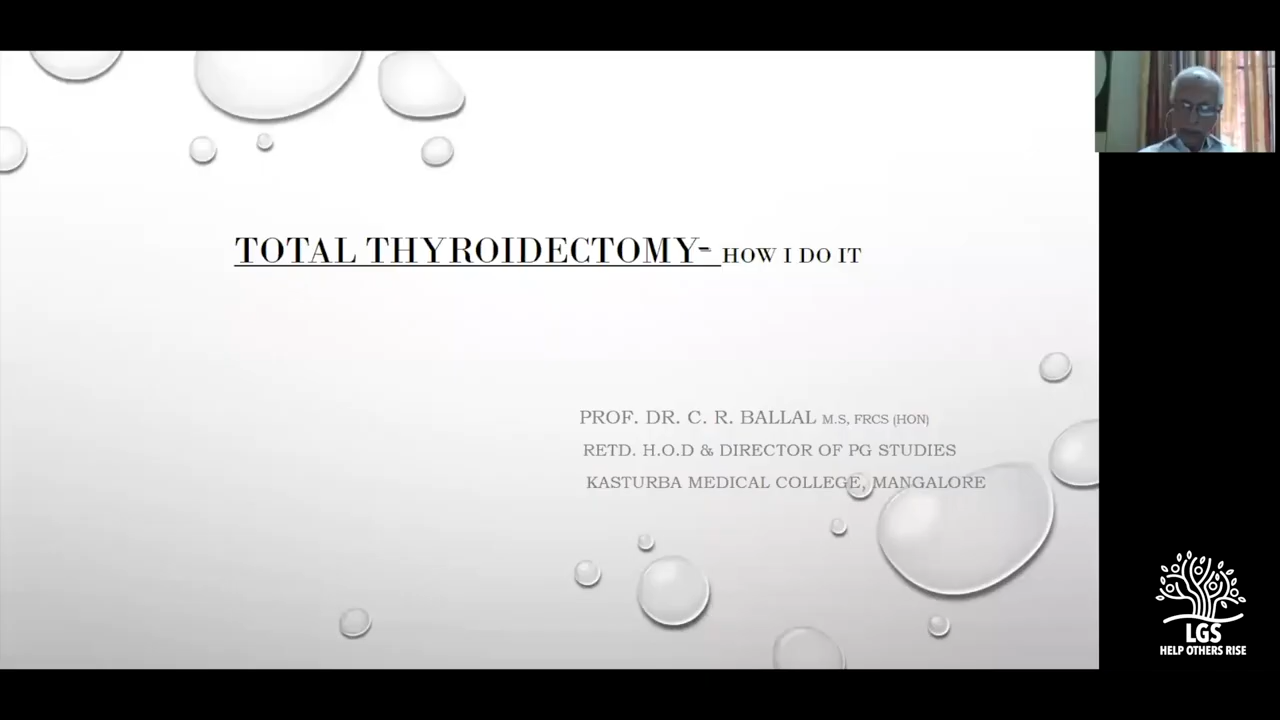 TOTAL THYROIDECTOMY- HOW I DO IT
PROF. DR. C. R. BALLAL M.S, FRCS (HON)
RETD. H.O.D & DIRECTOR OF PG STUDIES
KASTURBA MEDICAL COLLEGE, MANGALORE
LGS
HELP OTHERS RISE